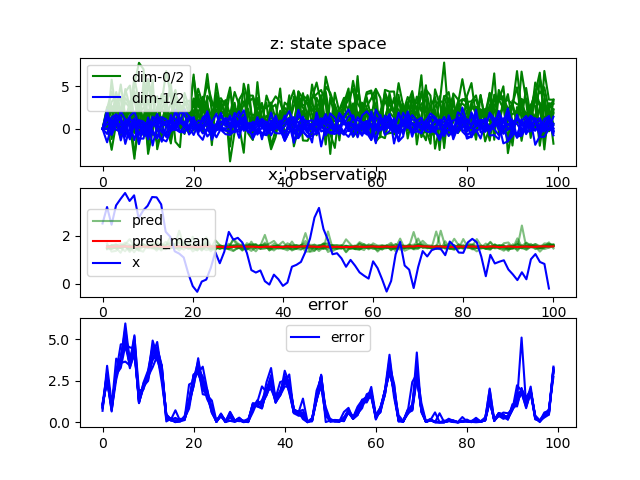 z: state space
5
0
dim-0/2
dim-1/2
0 20 40 60 80 100
x: observation
2
0
pred
pred_mean
x
0 20 40 60 80 100
error
5.0
2.5
0.0
error
0 20 40 60 80 100